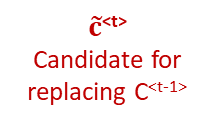 c̃<t>
Candidate for
replacing C<t-1>